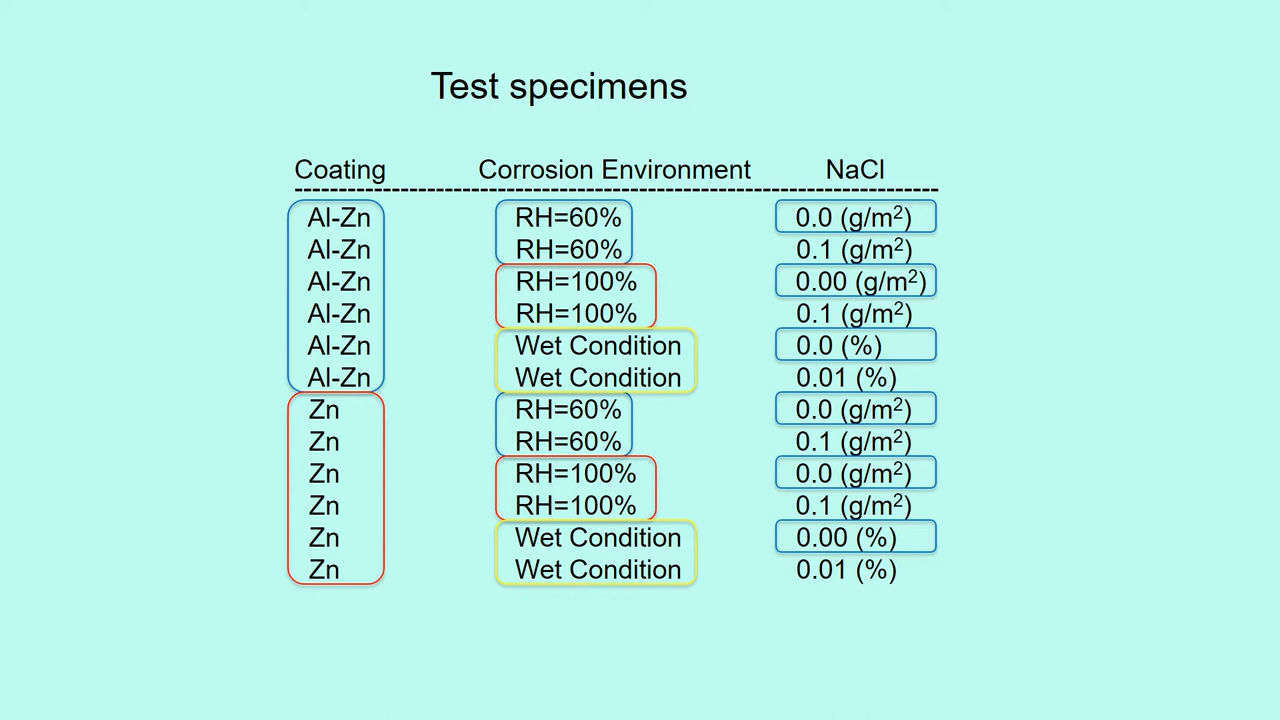 Test specimens
Coating Corrosion Environment NaCl
-----------------------------------------------------------------------
Al-Zn RH=60% 0.0 (g/m²)
Al-Zn RH=60% 0.1 (g/m²)
Al-Zn RH=100% 0.00 (g/m²)
Al-Zn RH=100% 0.1 (g/m²)
Al-Zn Wet Condition 0.0 (%)
Al-Zn Wet Condition 0.01 (%)
Zn RH=60% 0.0 (g/m²)
Zn RH=60% 0.1 (g/m²)
Zn RH=100% 0.0 (g/m²)
Zn RH=100% 0.1 (g/m²)
Zn Wet Condition 0.00 (%)
Zn Wet Condition 0.01 (%)